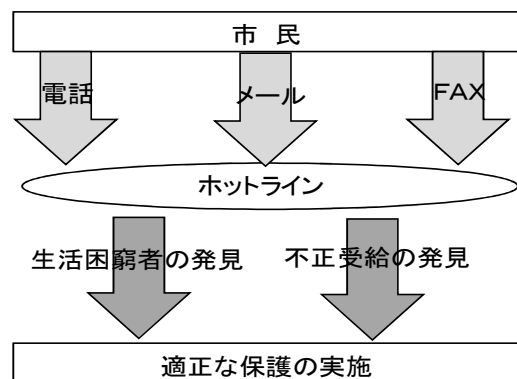 市 民
電話 メール FAX
ホットライン
生活困窮者の発見 不正受給の発見
適正な保護の実施